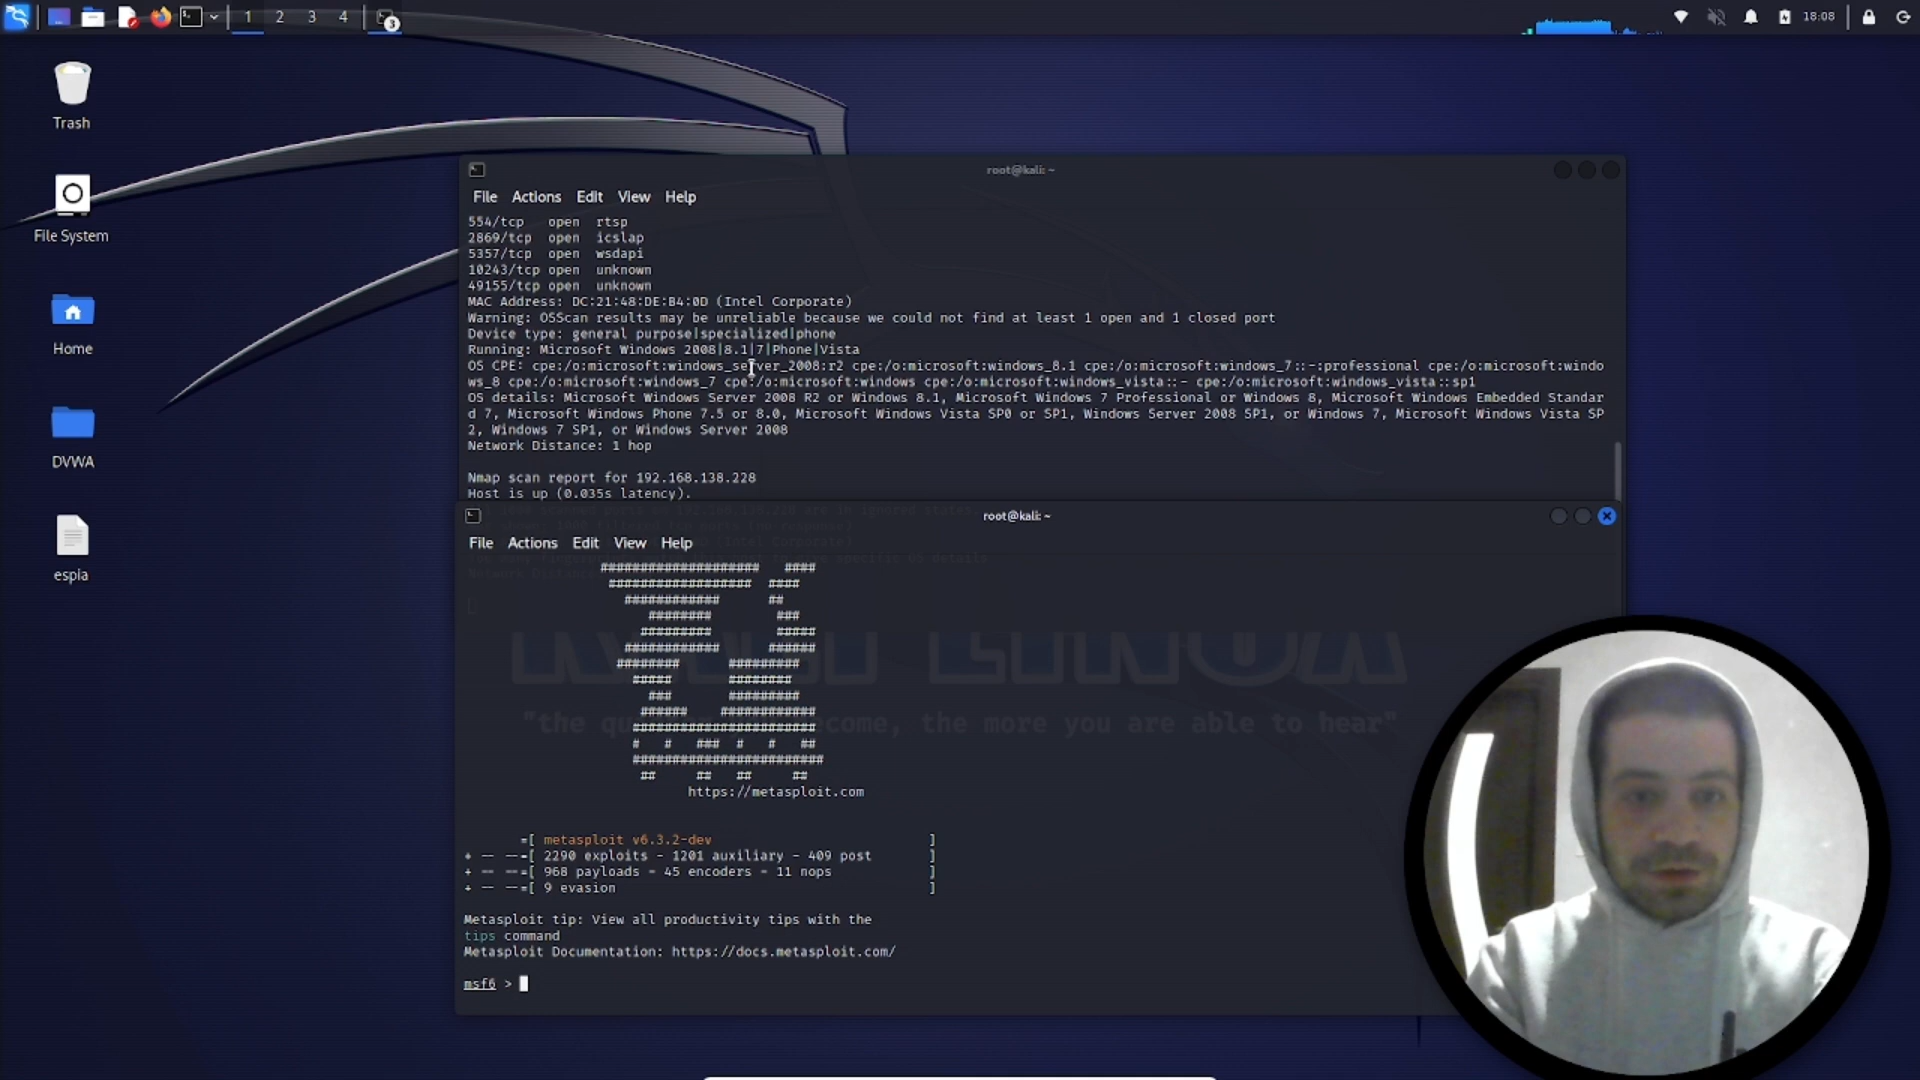 1 2 3 4 3
18:08
Trash
File System
Home
DVWA
espia
root@kali: ~
File Actions Edit View Help
554/tcp open rtsp
2869/tcp open icslap
5357/tcp open wsdapi
10243/tcp open unknown
49155/tcp open unknown
MAC Address: DC:21:48:DE:B4:0D (Intel Corporate)
Warning: OSScan results may be unreliable because we could not find at least 1 open and 1 closed port
Device type: general purpose|specialized|phone
Running: Microsoft Windows 2008|8.1|7|Phone|Vista
OS CPE: cpe:/o:microsoft:windows_server_2008:r2 cpe:/o:microsoft:windows_8.1 cpe:/o:microsoft:windows_7::-:professional cpe:/o:microsoft:windo
ws_8 cpe:/o:microsoft:windows_7 cpe:/o:microsoft:windows cpe:/o:microsoft:windows_vista::- cpe:/o:microsoft:windows_vista::sp1
OS details: Microsoft Windows Server 2008 R2 or Windows 8.1, Microsoft Windows 7 Professional or Windows 8, Microsoft Windows Embedded Standar
d 7, Microsoft Windows Phone 7.5 or 8.0, Microsoft Windows Vista SP0 or SP1, Windows Server 2008 SP1, or Windows 7, Microsoft Windows Vista SP
2, Windows 7 SP1, or Windows Server 2008
Network Distance: 1 hop
Nmap scan report for 192.168.138.228
Host is up (0.035s latency).
root@kali: ~
File Actions Edit View Help
#################### ####
################## ####
############ ##
######## ###
######### #####
############ ######
######## #########
##### ########
### #########
###### ############
#######################
# # ### # # ##
########################
## ## ## ##
https://metasploit.com
=[ metasploit v6.3.2-dev ]
+ -- --=[ 2290 exploits - 1201 auxiliary - 409 post ]
+ -- --=[ 968 payloads - 45 encoders - 11 nops ]
+ -- --=[ 9 evasion ]
Metasploit tip: View all productivity tips with the
tips command
Metasploit Documentation: https://docs.metasploit.com/
msf6 >
"the qu ecome, the more you are able to hear"